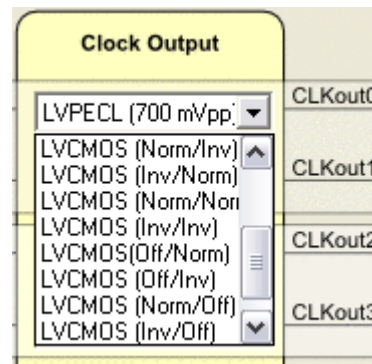 Clock Output
LVPECL (700 mVpp)
CLKout0
LVCMOS (Norm/Inv)
LVCMOS (Inv/Norm)
CLKout1
LVCMOS (Norm/Nor
LVCMOS (Inv/Inv)
LVCMOS(Off/Norm)
CLKout2
LVCMOS (Off/Inv)
LVCMOS (Norm/Off)
CLKout3
LVCMOS (Inv/Off)